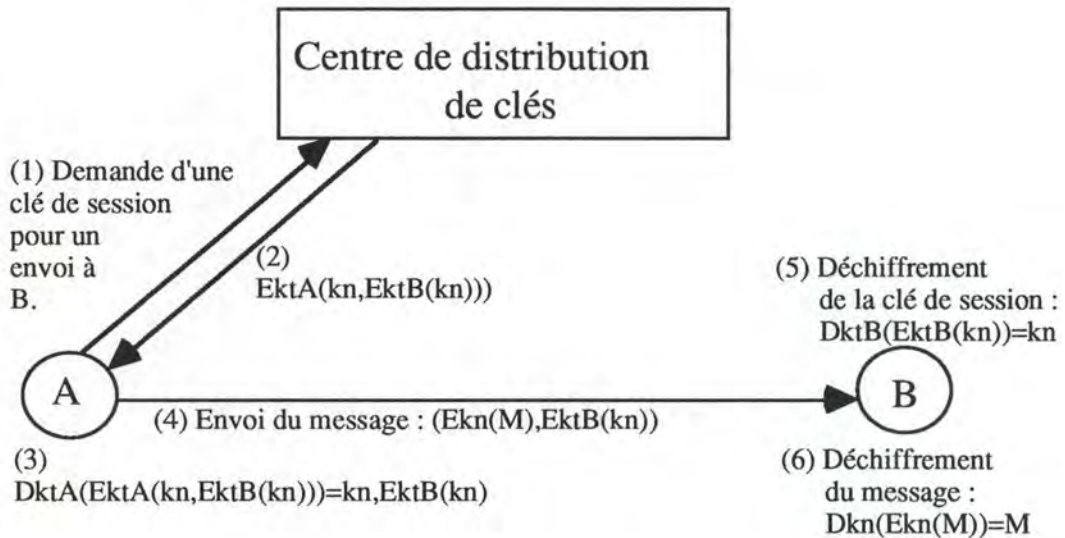 Centre de distribution
de clés
(1) Demande d'une
clé de session
pour un
envoi à
B.
(2)
EktA(kn,EktB(kn)))
(5) Déchiffrement
de la clé de session :
DktB(EktB(kn))=kn
A
B
(4) Envoi du message : (Ekn(M),EktB(kn))
(3)
DktA(EktA(kn,EktB(kn)))=kn,EktB(kn)
(6) Déchiffrement
du message :
Dkn(Ekn(M))=M